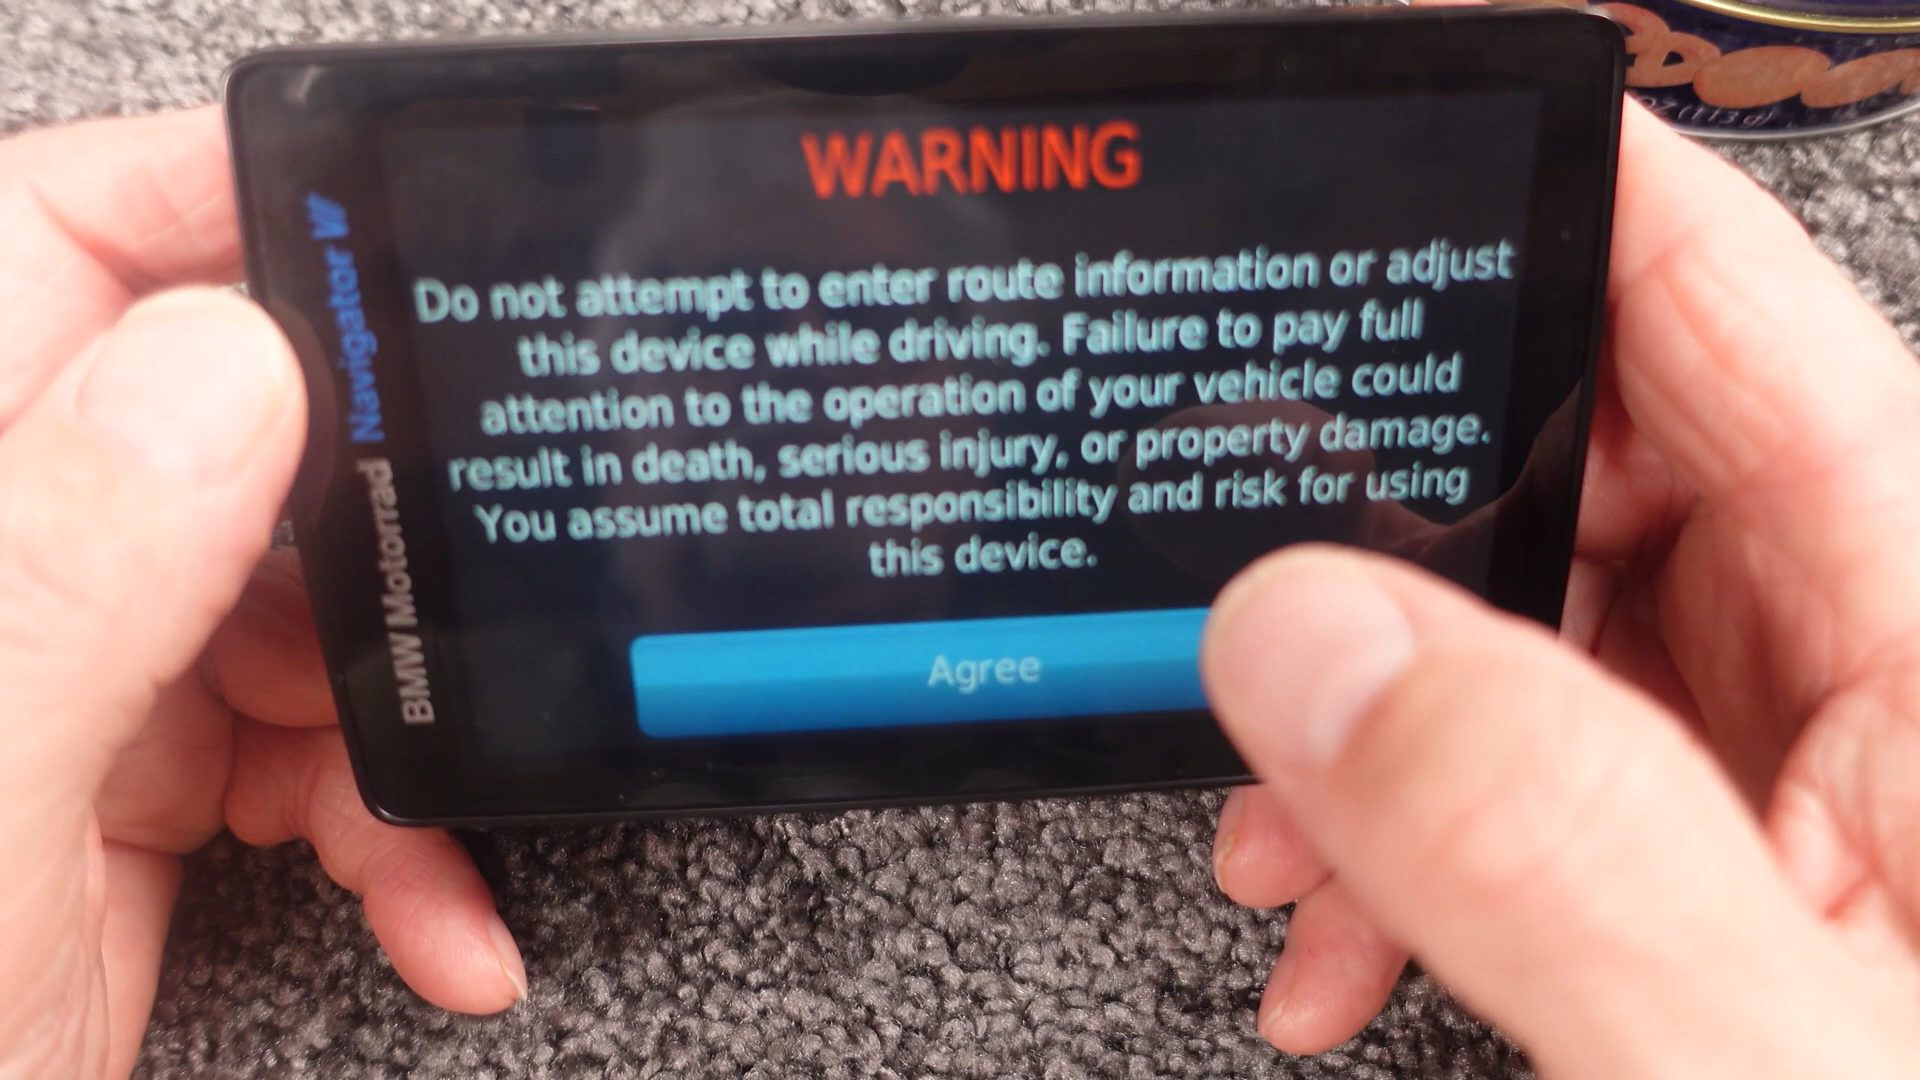 WARNING
Do not attempt to enter route information or adjust
this device while driving. Failure to pay full
attention to the operation of your vehicle could
result in death, serious injury, or property damage.
You assume total responsibility and risk for using
this device.
Agree
BMW Motorrad Navigator
OZ (113 g)